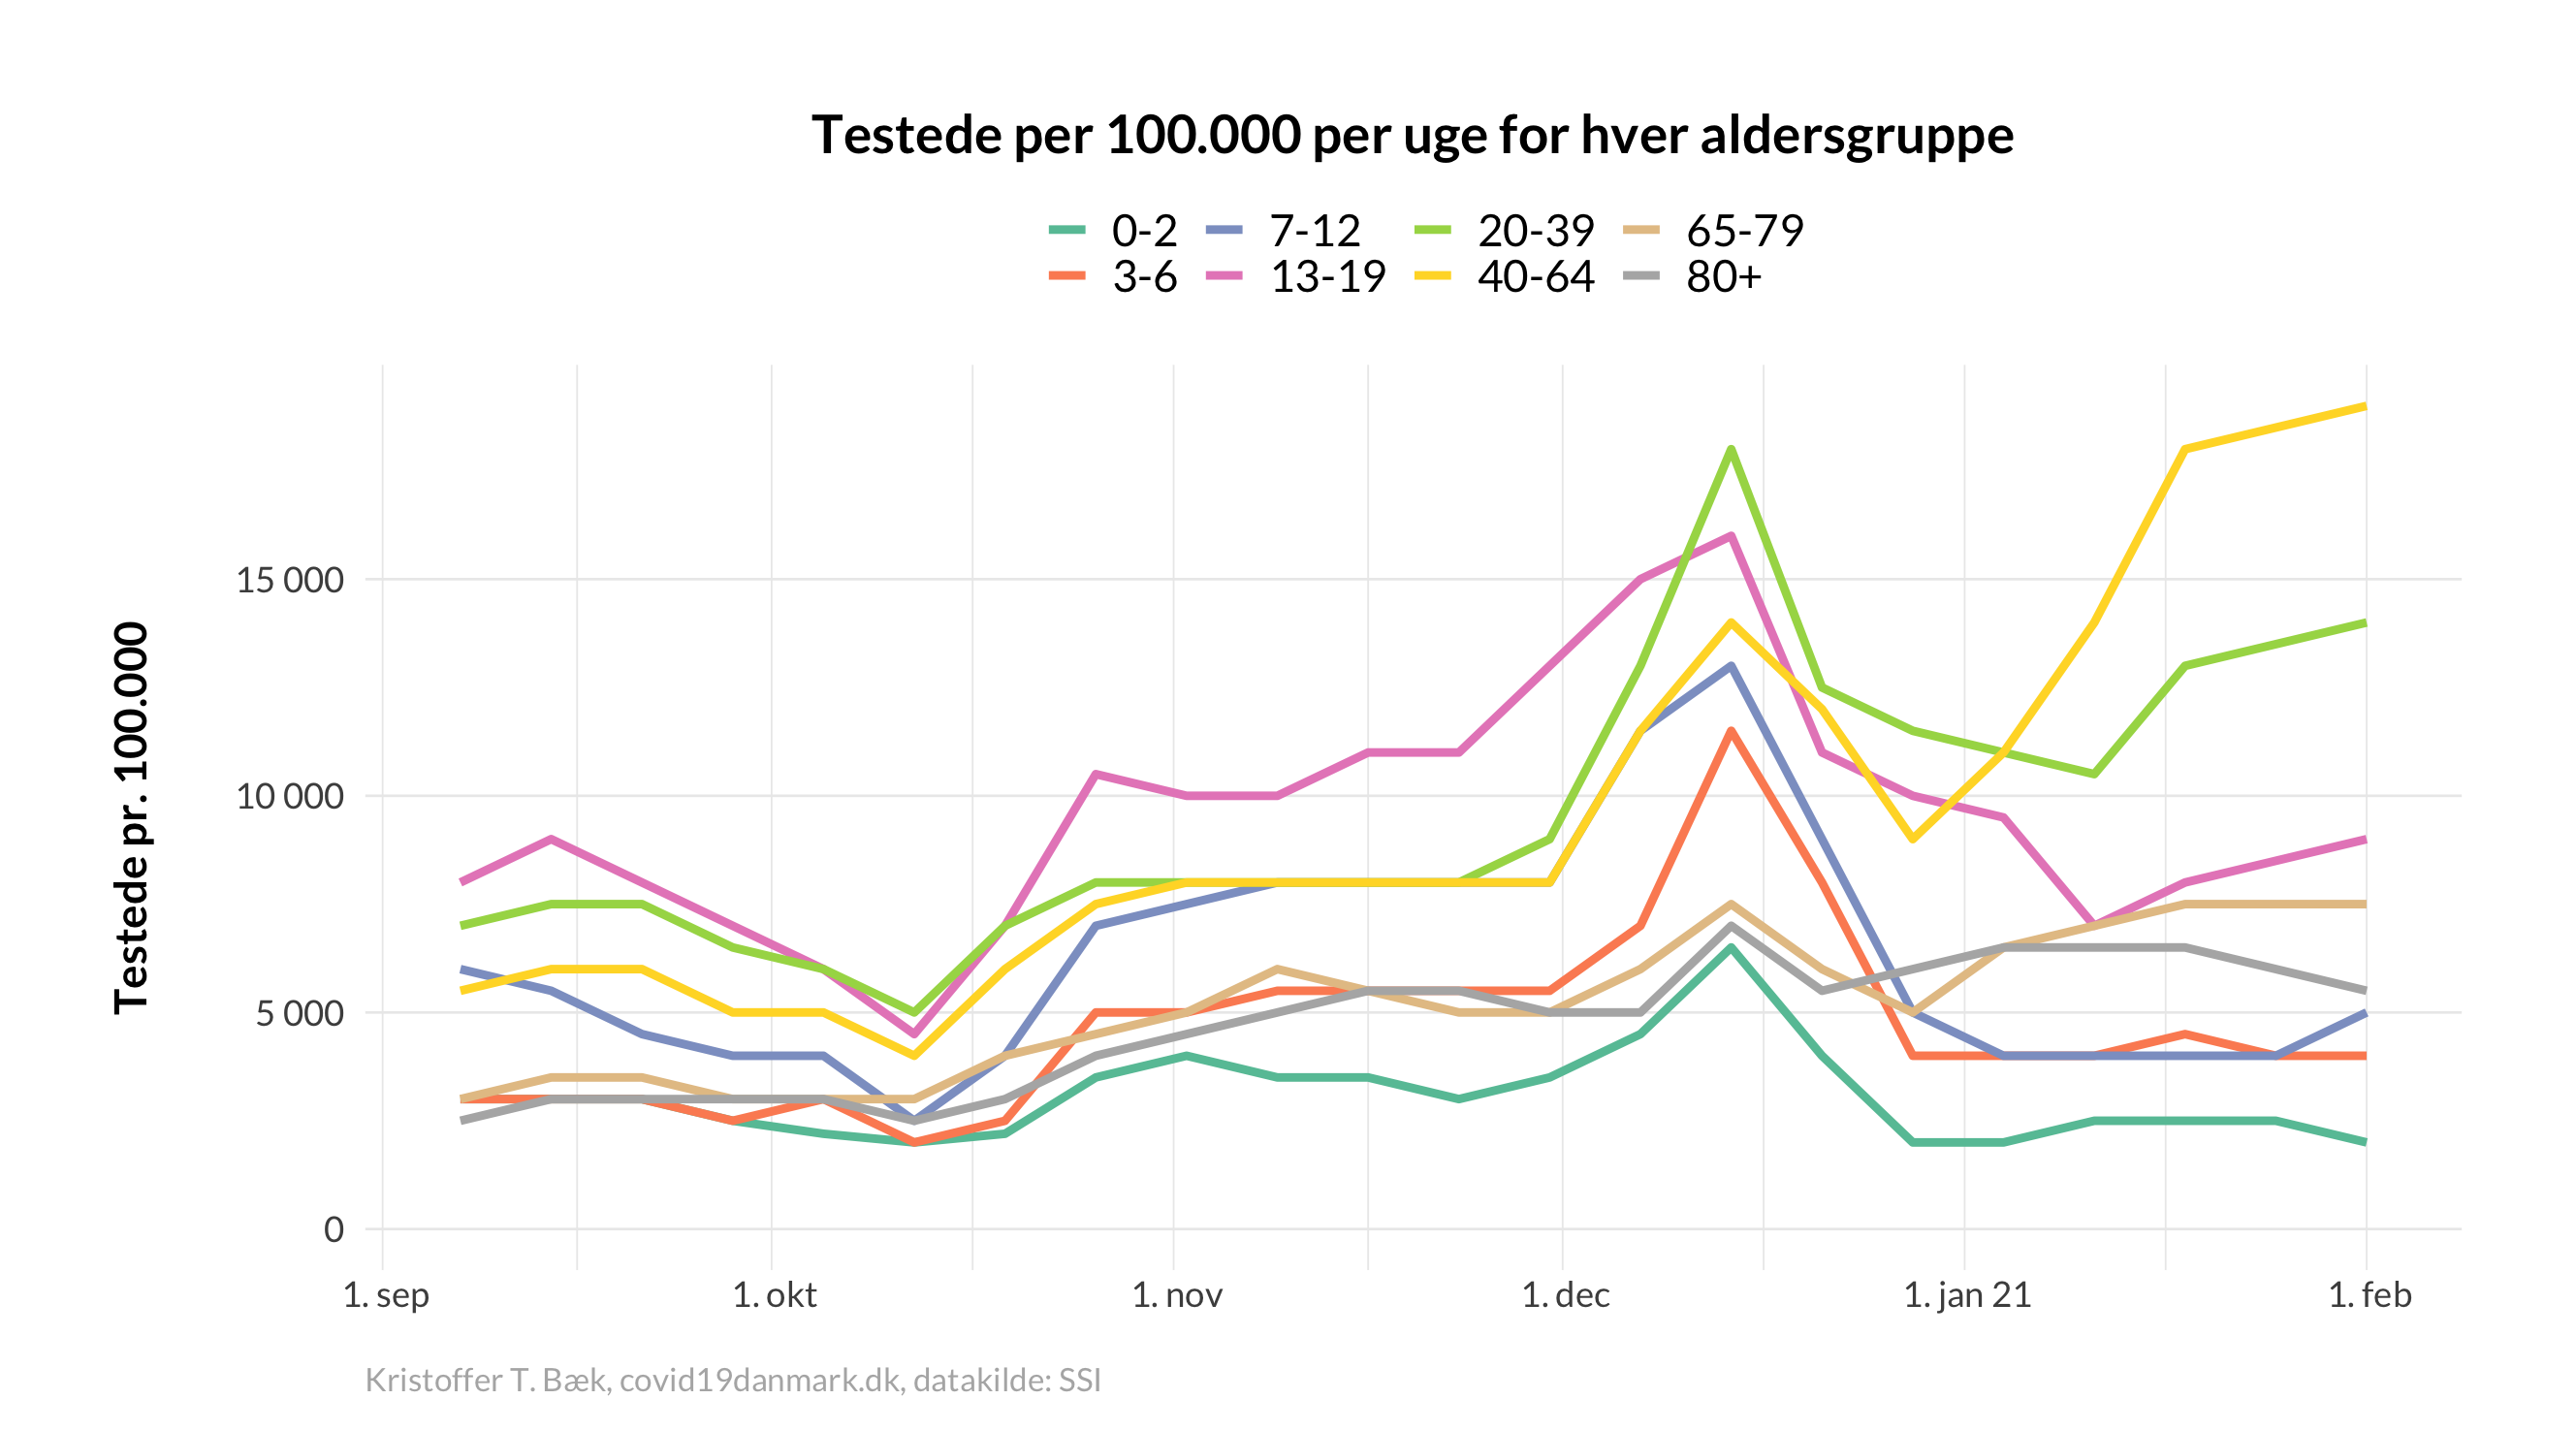 Testede per 100.000 per uge for hver aldersgruppe
0-2 7-12 20-39 65-79
3-6 13-19 40-64 80+
Testede pr. 100.000
15 000
10 000
5 000
0
1. sep 1. okt 1. nov 1. dec 1. jan 21 1. feb
Kristoffer T. Bæk, covid19danmark.dk, datakilde: SSI